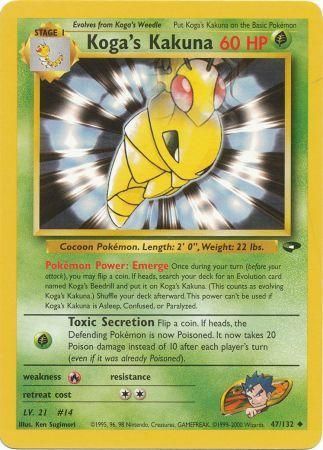 Evolves from Koga's Weedle Put Koga's Kakuna on the Basic Pokémon
STAGE 1
Koga's Kakuna 60 HP
Cocoon Pokémon. Length: 2' 0", Weight: 22 lbs.
Pokémon Power: Emerge Once during your turn (before your
attack), you may flip a coin. If heads, search your deck for an Evolution card
named Koga's Beedrill and put it on Koga's Kakuna. (This counts as evolving
Koga's Kakuna.) Shuffle your deck afterward. This power can't be used if
Koga's Kakuna is Asleep, Confused, or Paralyzed.
Toxic Secretion Flip a coin. If heads, the
Defending Pokémon is now Poisoned. It now takes 20
Poison damage instead of 10 after each player's turn
(even if it was already Poisoned).
weakness resistance
retreat cost
LV. 21 #14
Illus. Ken Sugimori ©1995, 96, 98 Nintendo, Creatures, GAMEFREAK. ©1999-2000 Wizards. 47/132